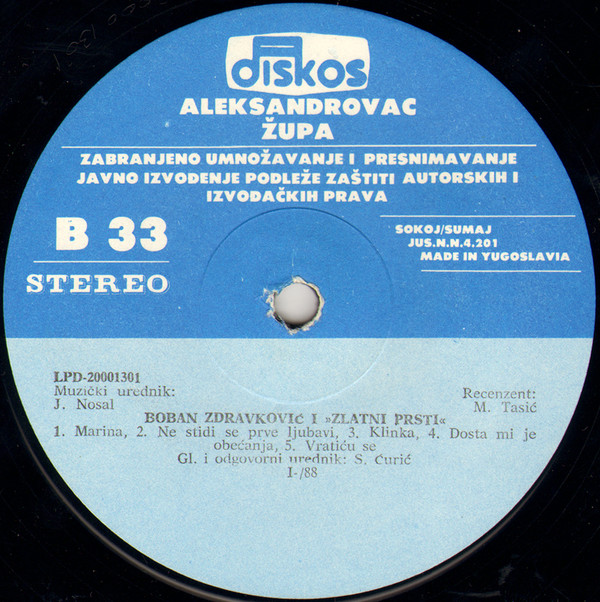 diskos
ALEKSANDROVAC
ŽUPA
ZABRANJENO UMNOŽAVANJE I PRESNIMAVANJE
JAVNO IZVOĐENJE PODLEŽE ZAŠTITI AUTORSKIH I
IZVOĐAČKIH PRAVA
B 33
STEREO
SOKOJ/SUMAJ
JUS.N.N.4.201
MADE IN YUGOSLAVIA
LPD-20001301
Muzički urednik:
J. Nosal
Recenzent:
M. Tasić
BOBAN ZDRAVKOVIĆ I »ZLATNI PRSTI«
1. Marina, 2. Ne stidi se prve ljubavi, 3. Klinka, 4. Dosta mi je
obećanja, 5. Vratiću se
Gl. i odgovorni urednik: S. Ćurić
I-/88